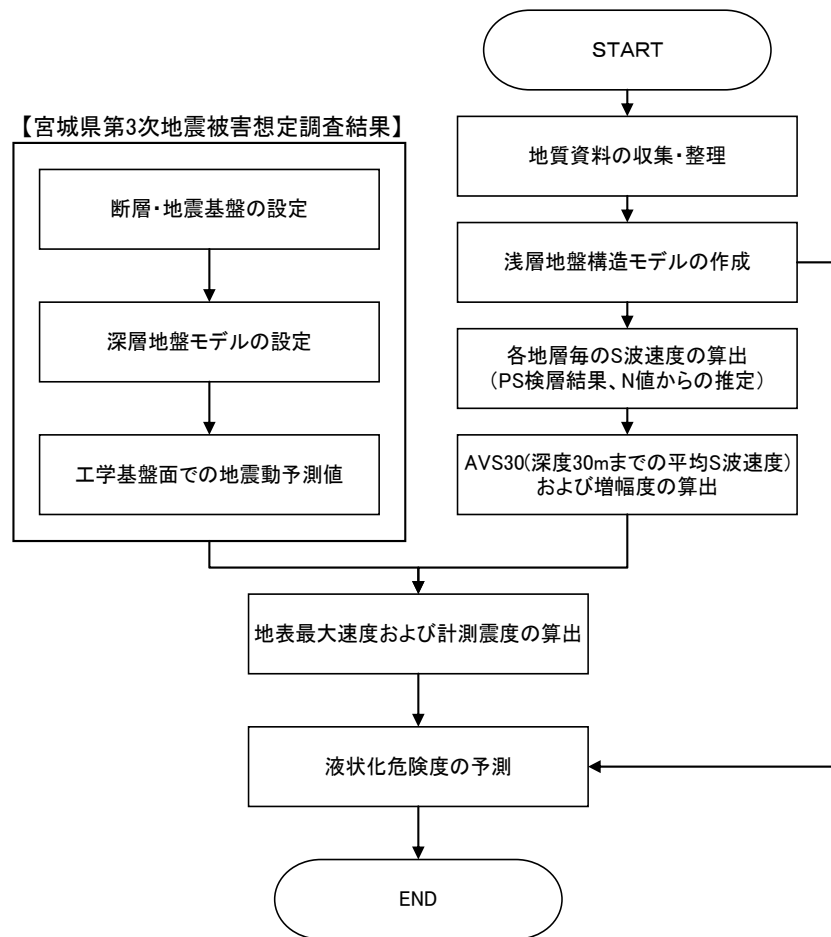 START
【宮城県第3次地震被害想定調査結果】
断層・地震基盤の設定
深層地盤モデルの設定
工学基盤面での地震動予測値
地質資料の収集・整理
浅層地盤構造モデルの作成
各地層毎のS波速度の算出
(PS検層結果、N値からの推定)
AVS30(深度30mまでの平均S波速度)
および増幅度の算出
地表最大速度および計測震度の算出
液状化危険度の予測
END